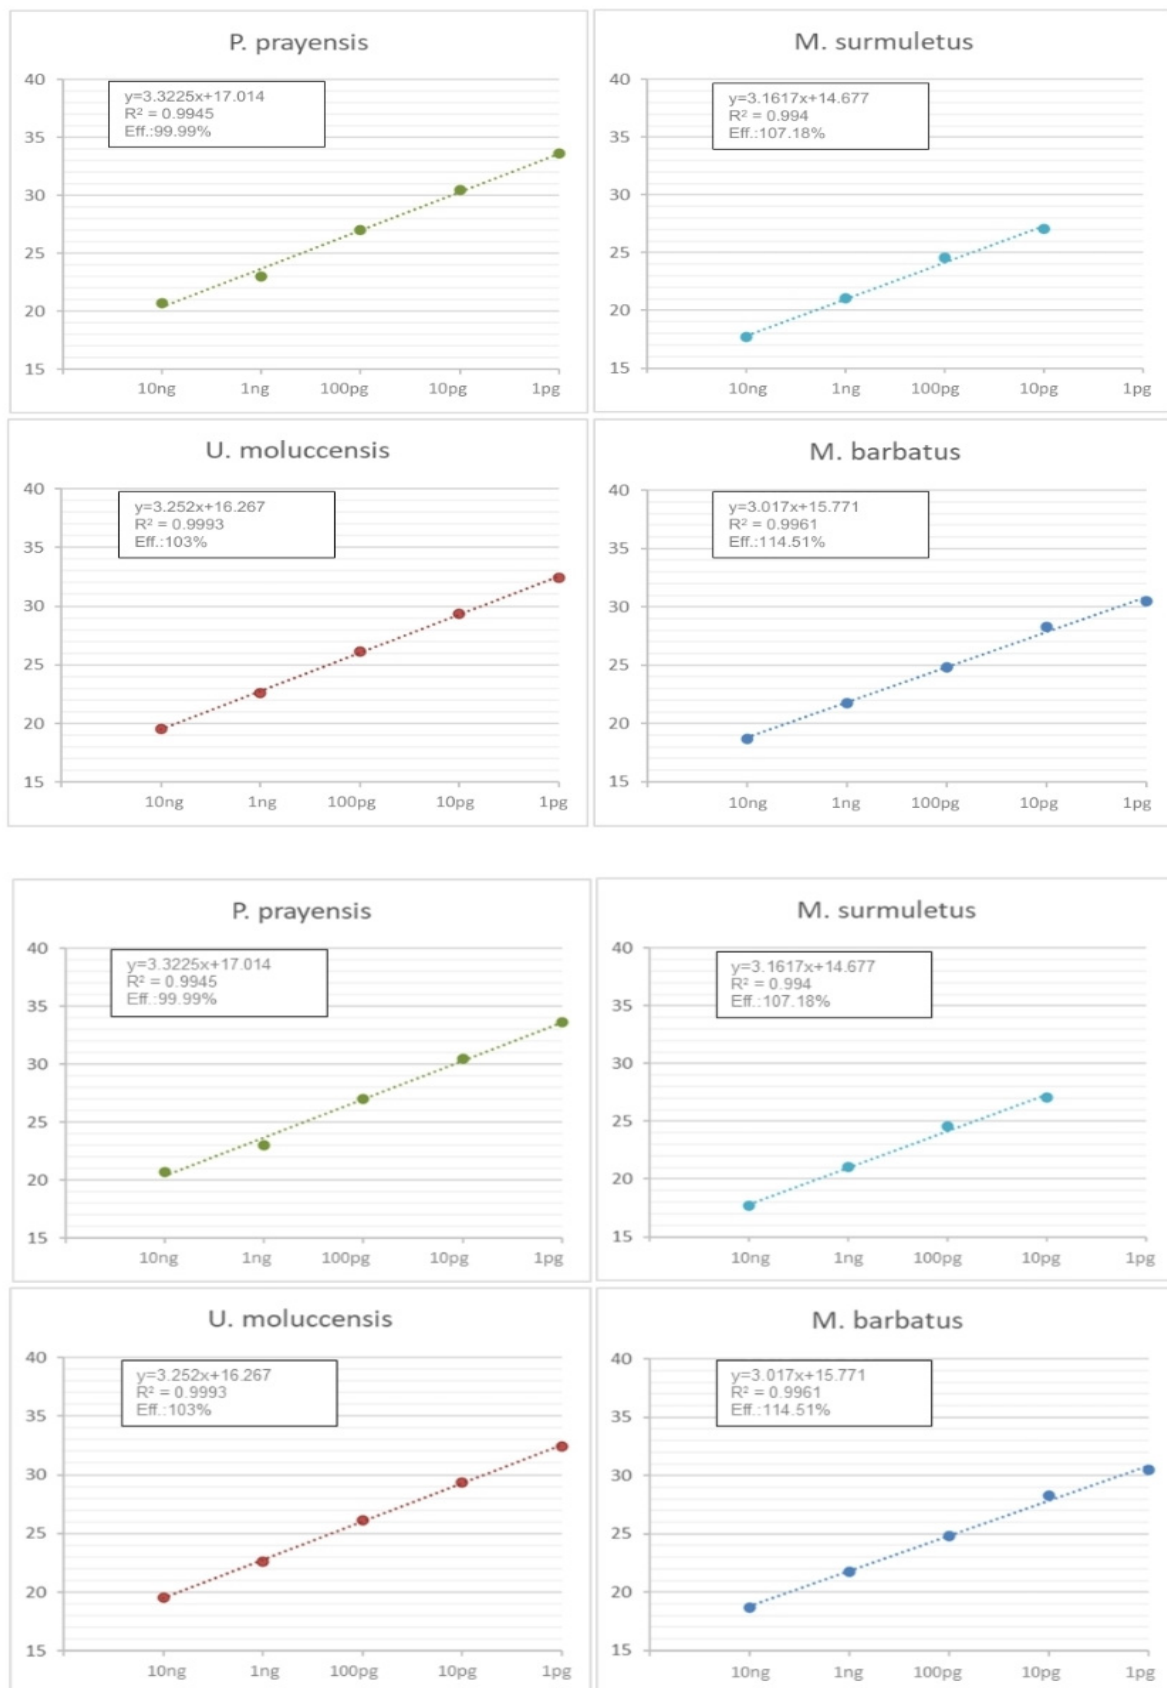 P. prayensis
y=3.3225x+17.014
R² = 0.9945
Eff.:99.99%
40
35
30
25
20
15
10ng 1ng 100pg 10pg 1pg
M. surmuletus
y=3.1617x+14.677
R² = 0.994
Eff.:107.18%
40
35
30
25
20
15
10ng 1ng 100pg 10pg 1pg
U. moluccensis
y=3.252x+16.267
R² = 0.9993
Eff.:103%
40
35
30
25
20
15
10ng 1ng 100pg 10pg 1pg
M. barbatus
y=3.017x+15.771
R² = 0.9961
Eff.:114.51%
40
35
30
25
20
15
10ng 1ng 100pg 10pg 1pg
P. prayensis
y=3.3225x+17.014
R² = 0.9945
Eff.:99.99%
40
35
30
25
20
15
10ng 1ng 100pg 10pg 1pg
M. surmuletus
y=3.1617x+14.677
R² = 0.994
Eff.:107.18%
40
35
30
25
20
15
10ng 1ng 100pg 10pg 1pg
U. moluccensis
y=3.252x+16.267
R² = 0.9993
Eff.:103%
40
35
30
25
20
15
10ng 1ng 100pg 10pg 1pg
M. barbatus
y=3.017x+15.771
R² = 0.9961
Eff.:114.51%
40
35
30
25
20
15
10ng 1ng 100pg 10pg 1pg